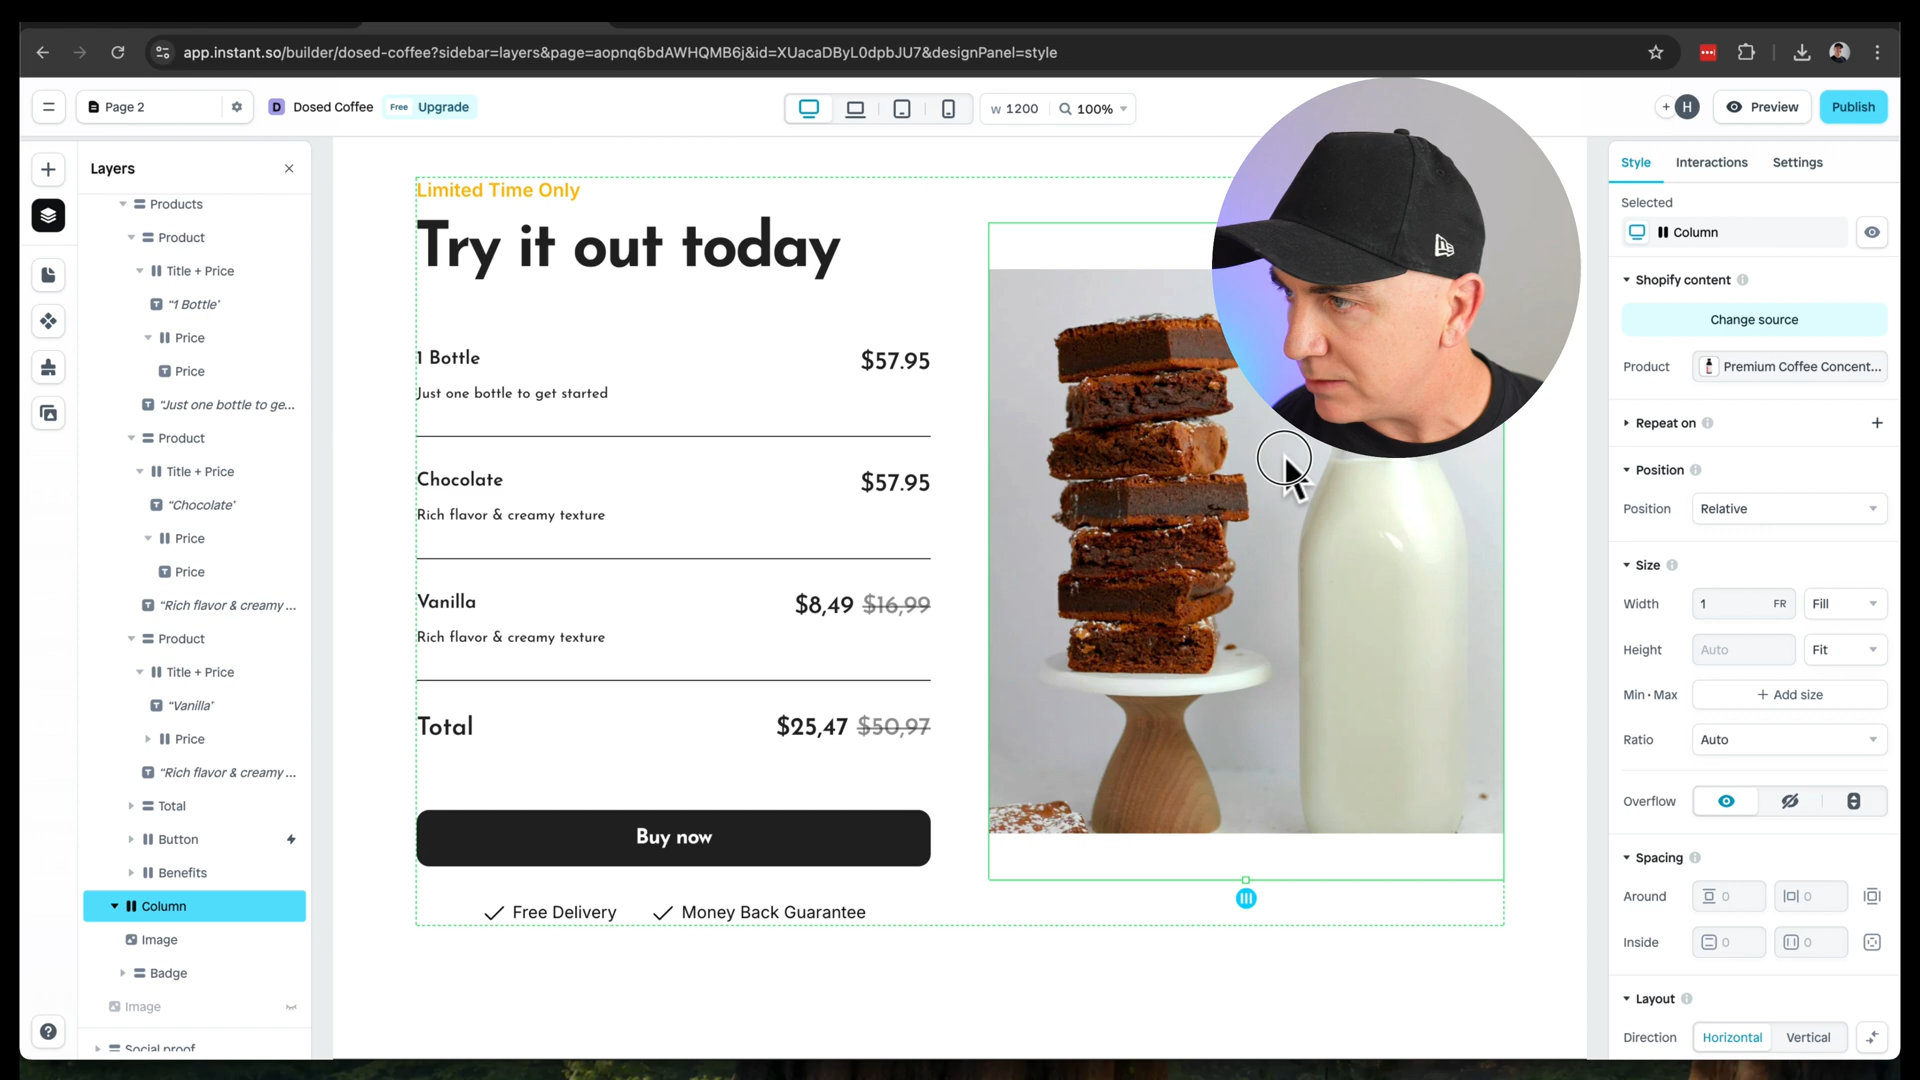 app.instant.so/builder/dosed-coffee?sidebar=layers&page=aopnq6bdAWHQMB6j&id=XUacaDByL0dpbJU7&designPanel=style
Page 2
D Dosed Coffee
Free Upgrade
W 1200
100%
+ H
Preview
Publish
Layers
Products
Product
Title + Price
"1 Bottle"
Price
Price
"Just one bottle to ge...
Product
Title + Price
"Chocolate"
Price
Price
"Rich flavor & creamy ...
Product
Title + Price
"Vanilla"
Price
"Rich flavor & creamy ...
Total
Button
Benefits
Column
Image
Badge
Image
Social proof
Limited Time Only
Try it out today
1 Bottle $57.95
Just one bottle to get started
Chocolate $57.95
Rich flavor & creamy texture
Vanilla $8,49 $16,99
Rich flavor & creamy texture
Total $25,47 $50,97
Buy now
Free Delivery Money Back Guarantee
Style Interactions Settings
Selected
Column
Shopify content
Change source
Product Premium Coffee Concent...
Repeat on
Position
Position Relative
Size
Width 1 FR Fill
Height Auto Fit
Min · Max + Add size
Ratio Auto
Overflow
Spacing
Around 0 0
Inside 0 0
Layout
Direction Horizontal Vertical